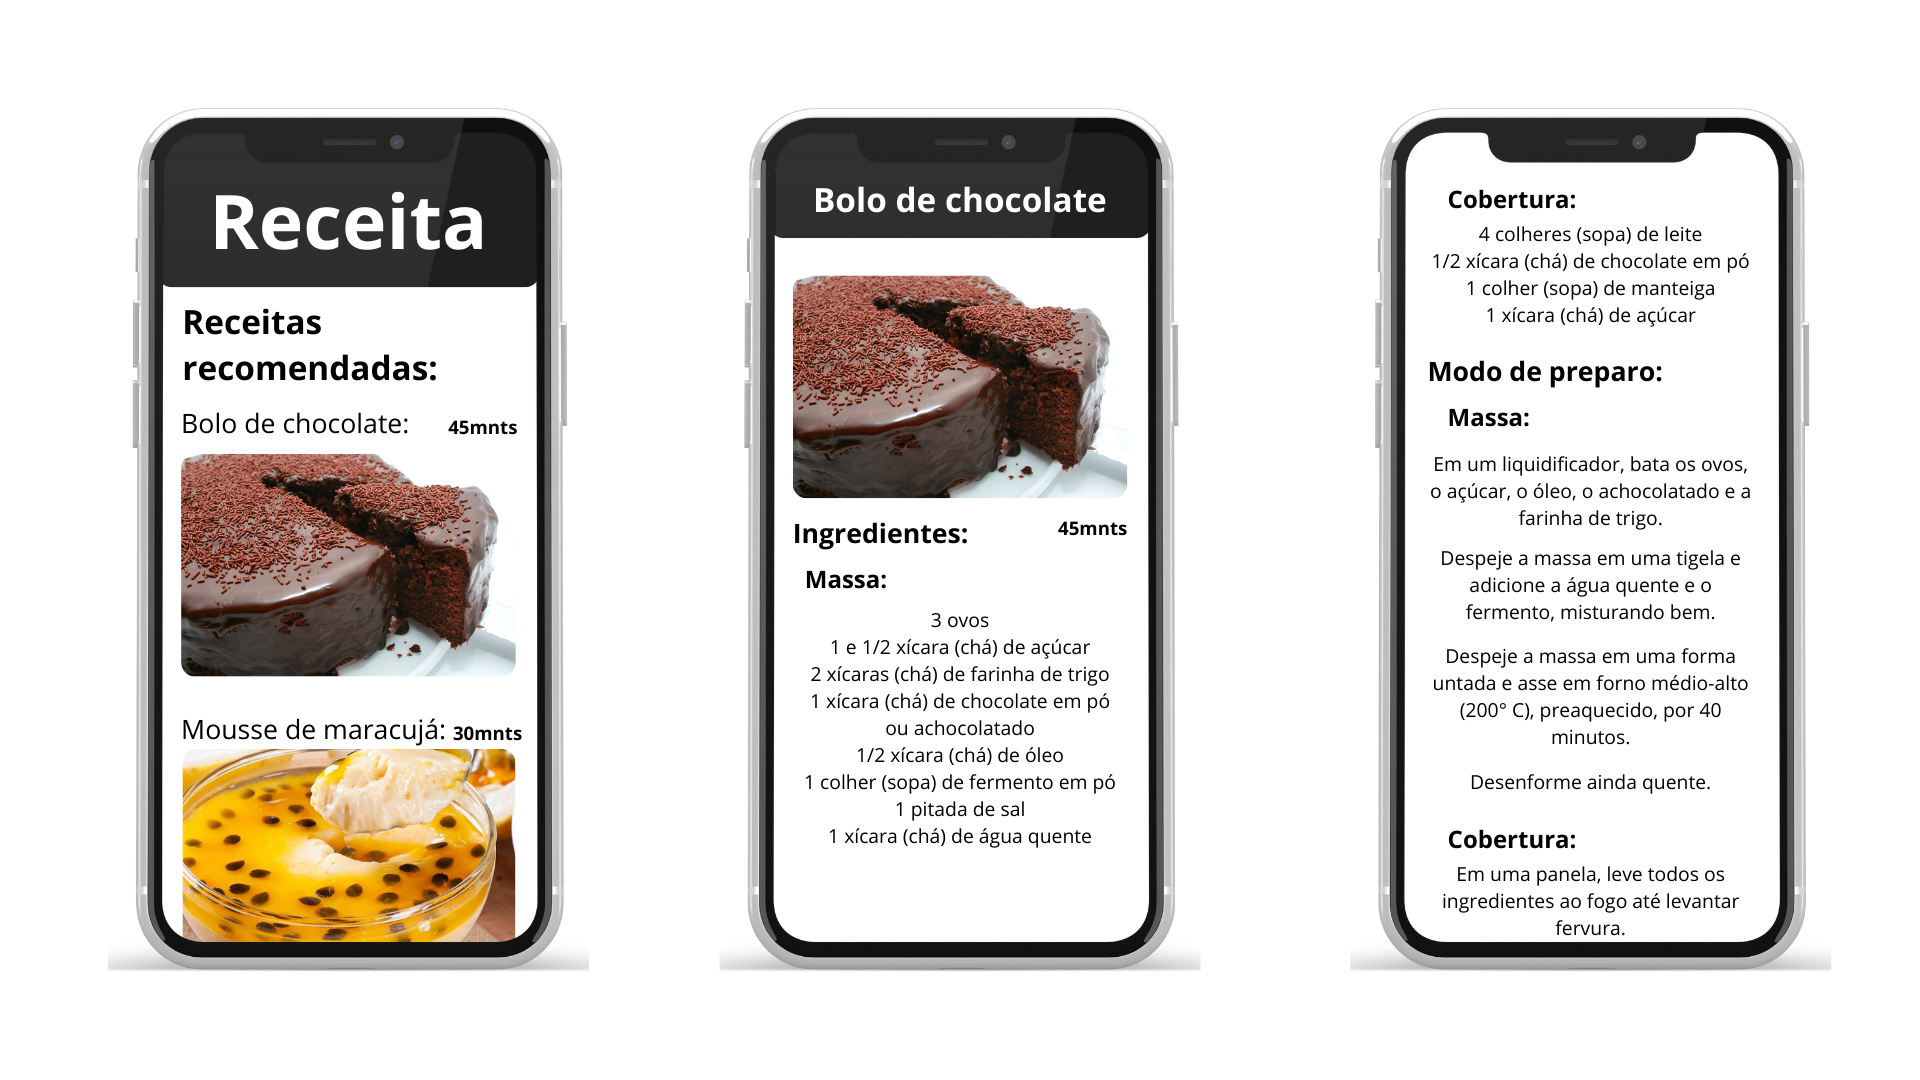 Receita
Receitas
recomendadas:
Bolo de chocolate: 45mnts
Mousse de maracujá: 30mnts
Bolo de chocolate
Ingredientes: 45mnts
Massa:
3 ovos
1 e 1/2 xícara (chá) de açúcar
2 xícaras (chá) de farinha de trigo
1 xícara (chá) de chocolate em pó
ou achocolatado
1/2 xícara (chá) de óleo
1 colher (sopa) de fermento em pó
1 pitada de sal
1 xícara (chá) de água quente
Cobertura:
4 colheres (sopa) de leite
1/2 xícara (chá) de chocolate em pó
1 colher (sopa) de manteiga
1 xícara (chá) de açúcar
Modo de preparo:
Massa:
Em um liquidificador, bata os ovos,
o açúcar, o óleo, o achocolatado e a
farinha de trigo.
Despeje a massa em uma tigela e
adicione a água quente e o
fermento, misturando bem.
Despeje a massa em uma forma
untada e asse em forno médio-alto
(200° C), preaquecido, por 40
minutos.
Desenforme ainda quente.
Cobertura:
Em uma panela, leve todos os
ingredientes ao fogo até levantar
fervura.